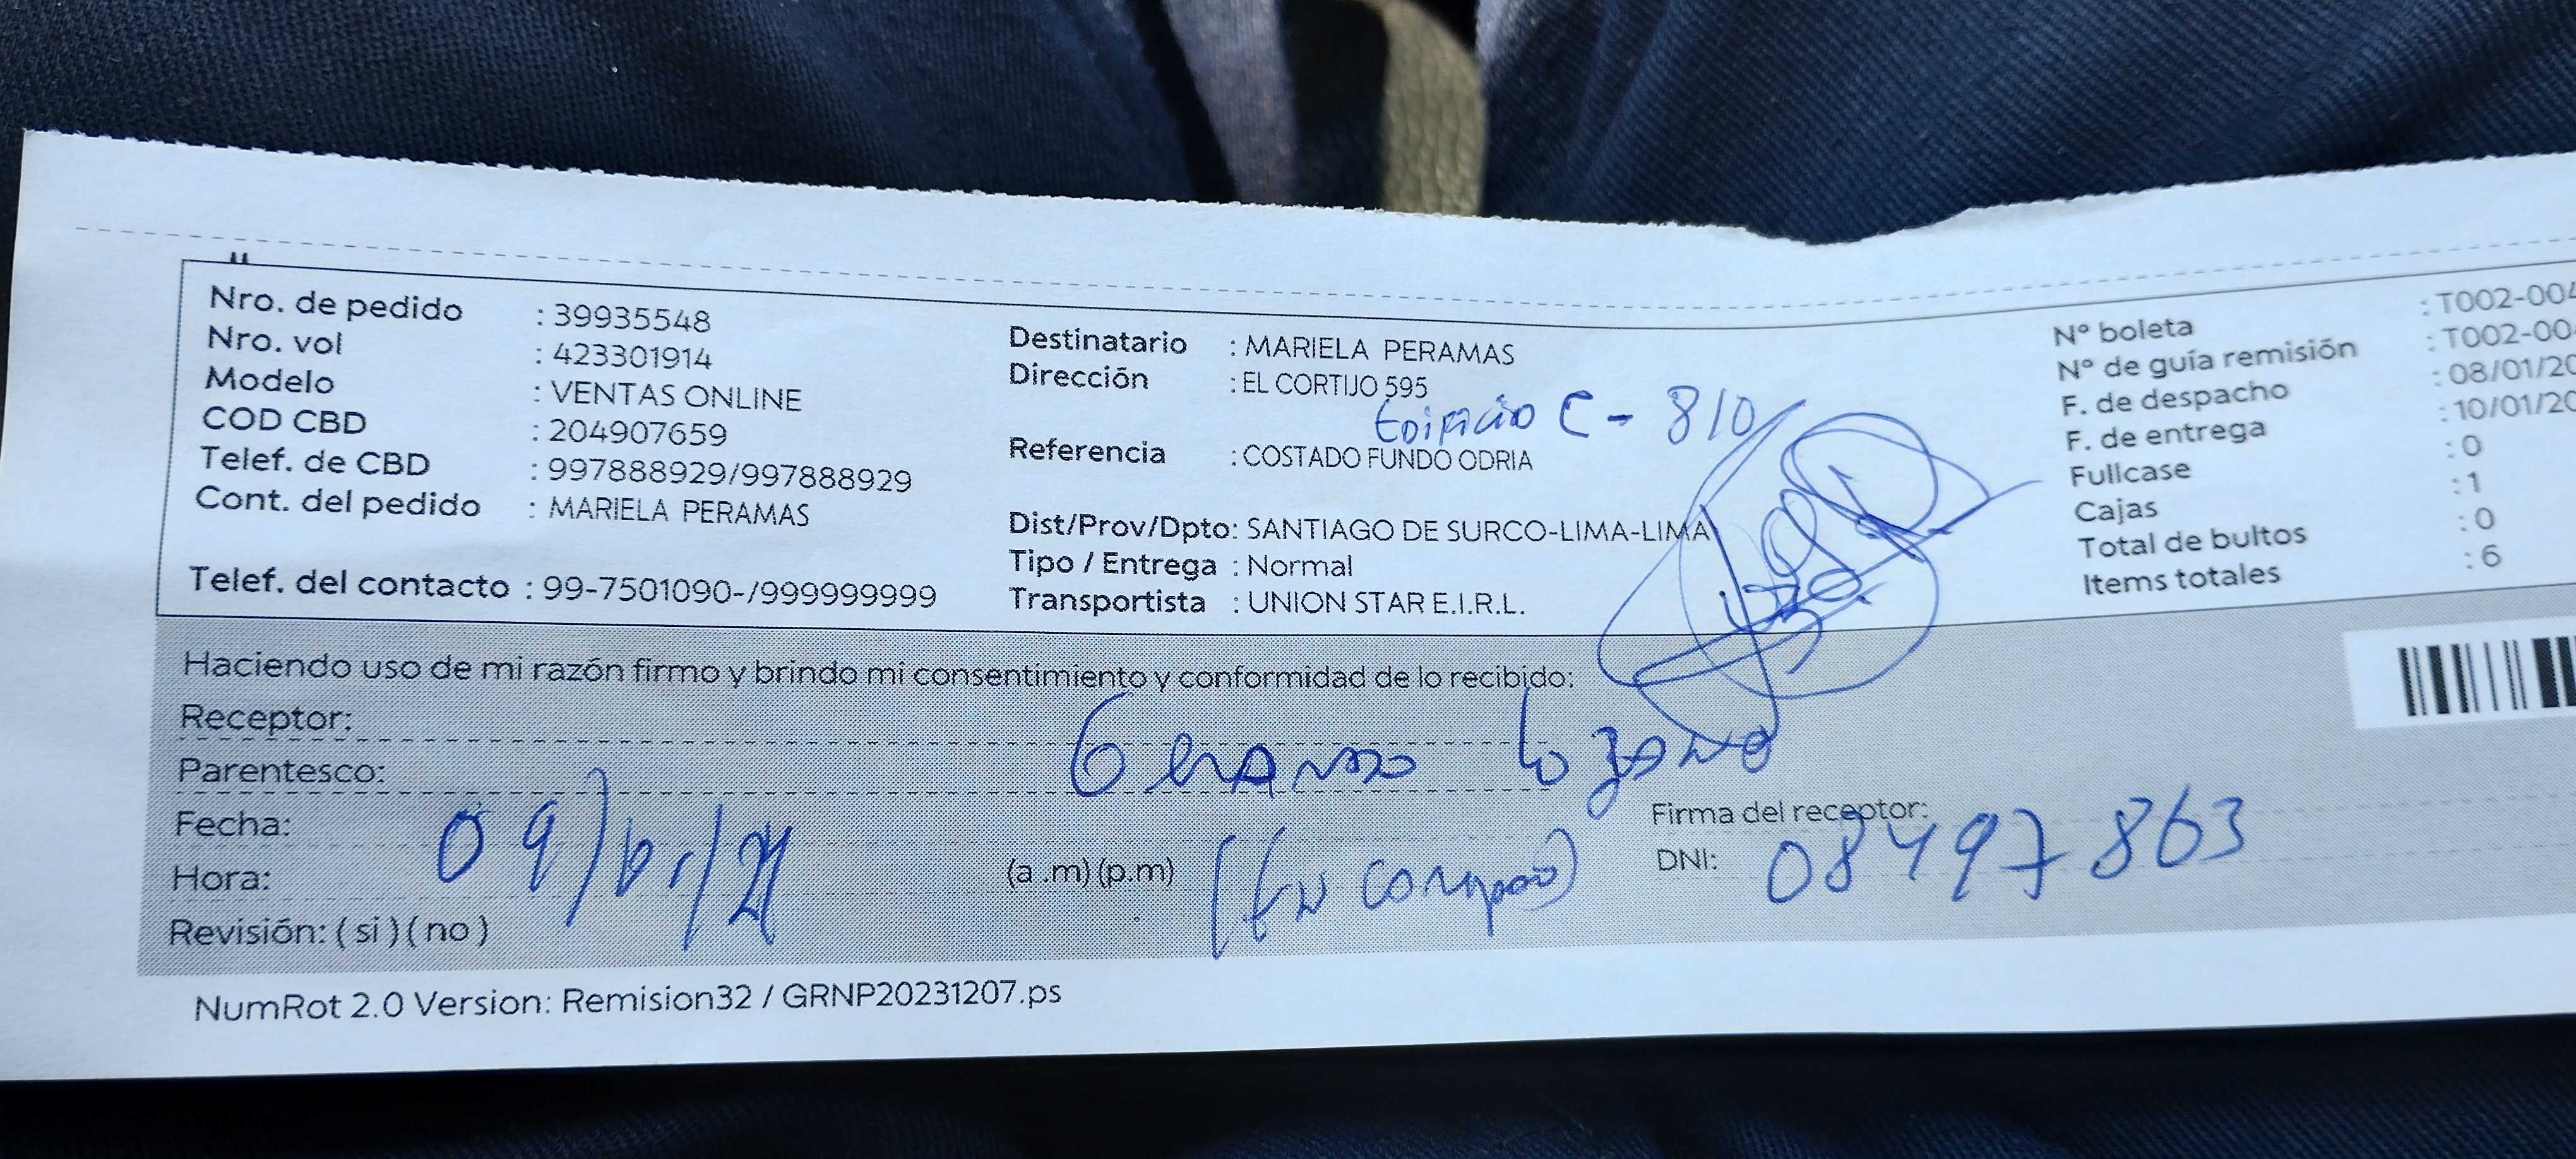 Nro. de pedido : 39935548
Nro. vol : 423301914
Modelo : VENTAS ONLINE
COD CBD : 204907659
Telef. de CBD : 997888929/997888929
Cont. del pedido : MARIELA PERAMAS
Telef. del contacto : 99-7501090-/999999999
Destinatario : MARIELA PERAMAS
Dirección : EL CORTIJO 595
Edificio C - 810
Referencia : COSTADO FUNDO ODRIA
Dist/Prov/Dpto: SANTIAGO DE SURCO-LIMA-LIMA
Tipo / Entrega : Normal
Transportista : UNION STAR E.I.R.L.
N° boleta : T002-004
N° de guía remisión : T002-00
F. de despacho : 08/01/20
F. de entrega : 10/01/20
Fullcase : 0
Cajas : 1
Total de bultos : 0
Items totales : 6
Haciendo uso de mi razón firmo y brindo mi consentimiento y conformidad de lo recibido:
Receptor:
Parentesco: Lozano
Fecha: 09/01/24
Firma del receptor:
Hora: (a .m) (p.m)
DNI: 08497863
Revisión: ( si ) ( no )
NumRot 2.0 Version: Remision32 / GRNP20231207.ps